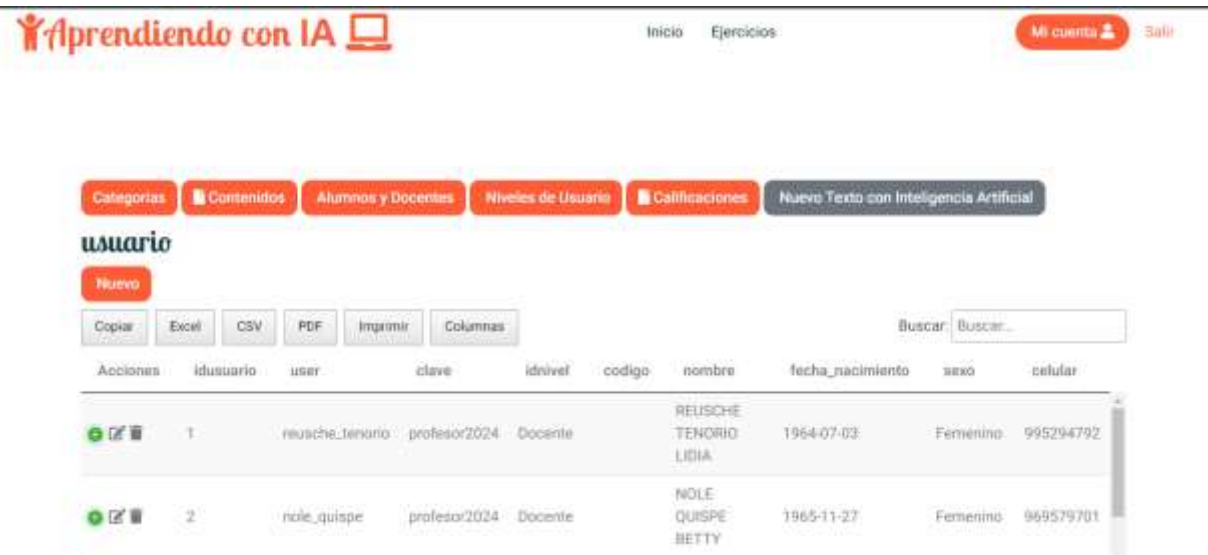 Aprendiendo con IA
Inicio Ejercicios Mi cuenta Salir
Categorias Contenidos Alumnos y Docentes Niveles de Usuario Calificaciones Nuevo Texto con Inteligencia Artificial
usuario
Nuevo
Copiar Excel CSV PDF Imprimir Columnas Buscar: Buscar...
Acciones idusuario user clave idnivel codigo nombre fecha_nacimiento sexo celular
REUSCHE
1 reusche_tenorio profesor2024 Docente TENORIO 1964-07-03 Femenino 995294792
LIDIA
NOLE
2 nole_quispe profesor2024 Docente QUISPE 1965-11-27 Femenino 969579701
BETTY